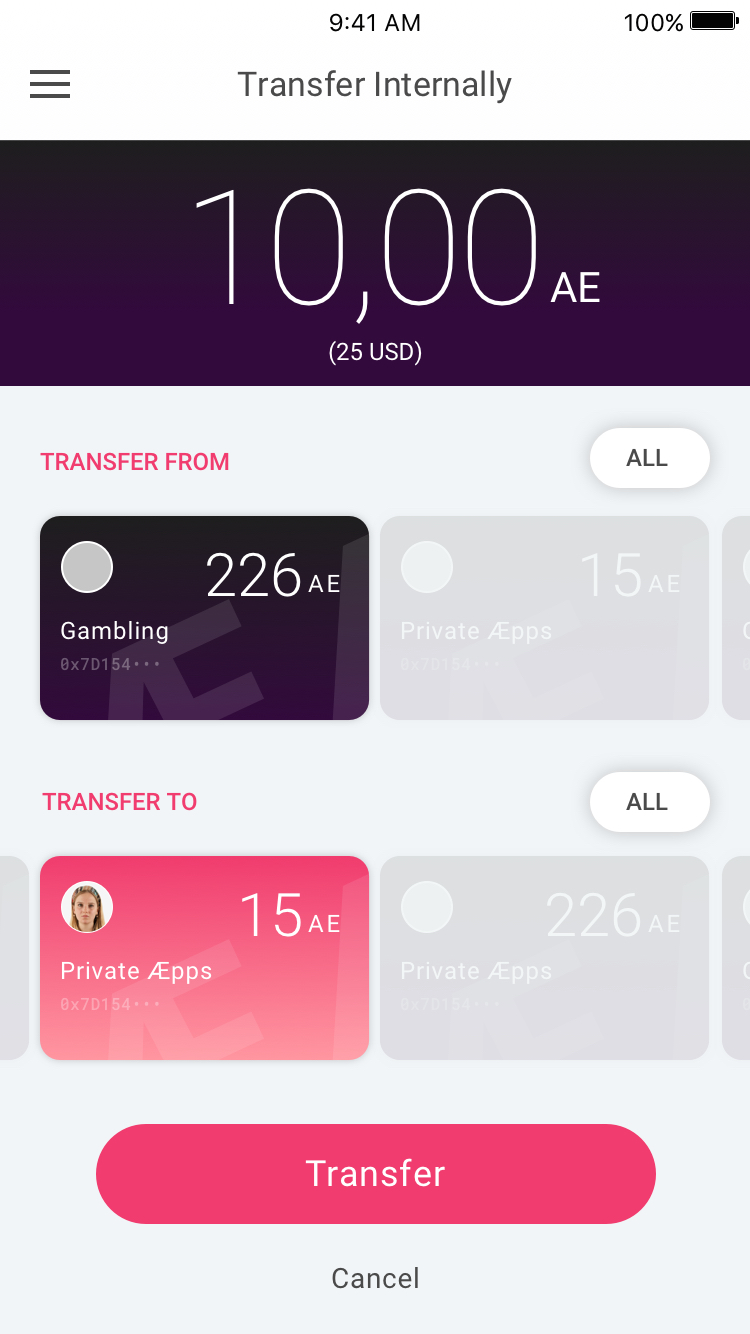 9:41 AM
100%
Transfer Internally
10,00 AE
(25 USD)
TRANSFER FROM
ALL
226 AE
Gambling
0x7D154···
15 AE
Private Æpps
0x7D154···
TRANSFER TO
ALL
15 AE
Private Æpps
0x7D154···
226 AE
Private Æpps
0x7D154···
Transfer
Cancel